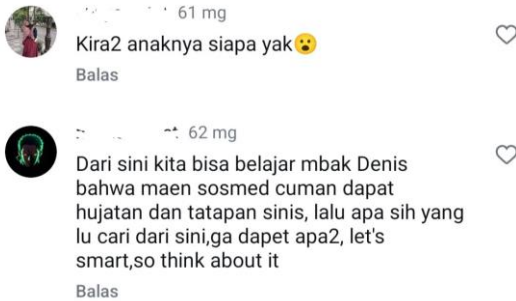 61 mg
Kira2 anaknya siapa yak😮
Balas
62 mg
Dari sini kita bisa belajar mbak Denis
bahwa maen sosmed cuman dapat
hujatan dan tatapan sinis, lalu apa sih yang
lu cari dari sini,ga dapet apa2, let's
smart,so think about it
Balas